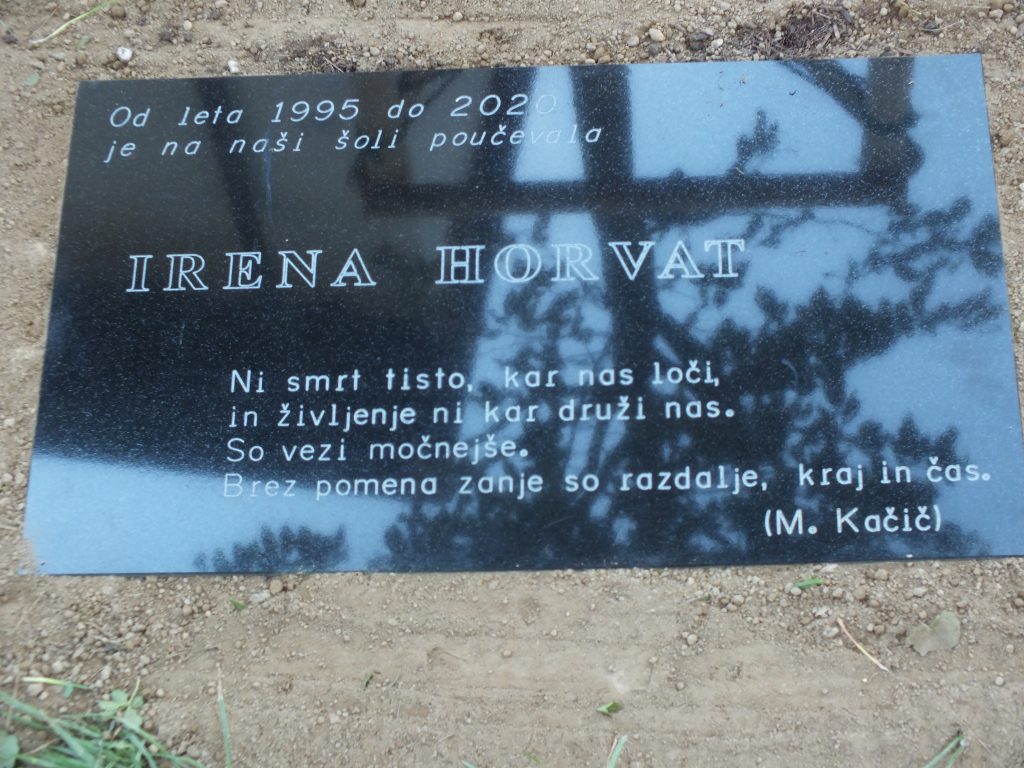 Od leta 1995 do 2020
je na naši šoli poučevala
IRENA HORVAT
Ni smrt tisto, kar nas loči,
in življenje ni kar druži nas.
So vezi močnejše.
Brez pomena zanje so razdalje, kraj in čas.
(M. Kačič)